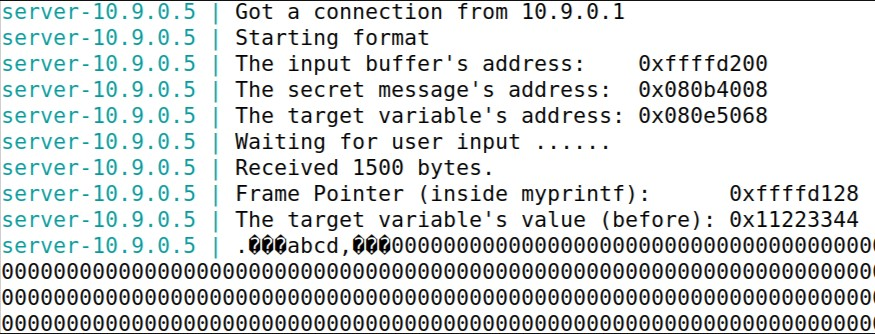 server-10.9.0.5 | Got a connection from 10.9.0.1
server-10.9.0.5 | Starting format
server-10.9.0.5 | The input buffer's address:    0xffffd200
server-10.9.0.5 | The secret message's address:  0x080b4008
server-10.9.0.5 | The target variable's address: 0x080e5068
server-10.9.0.5 | Waiting for user input ......
server-10.9.0.5 | Received 1500 bytes.
server-10.9.0.5 | Frame Pointer (inside myprintf):      0xffffd128
server-10.9.0.5 | The target variable's value (before): 0x11223344
server-10.9.0.5 | .���abcd,���0000000000000000000000000000000000000
0000000000000000000000000000000000000000000000000000000000000000000
0000000000000000000000000000000000000000000000000000000000000000000
0000000000000000000000000000000000000000000000000000000000000000000